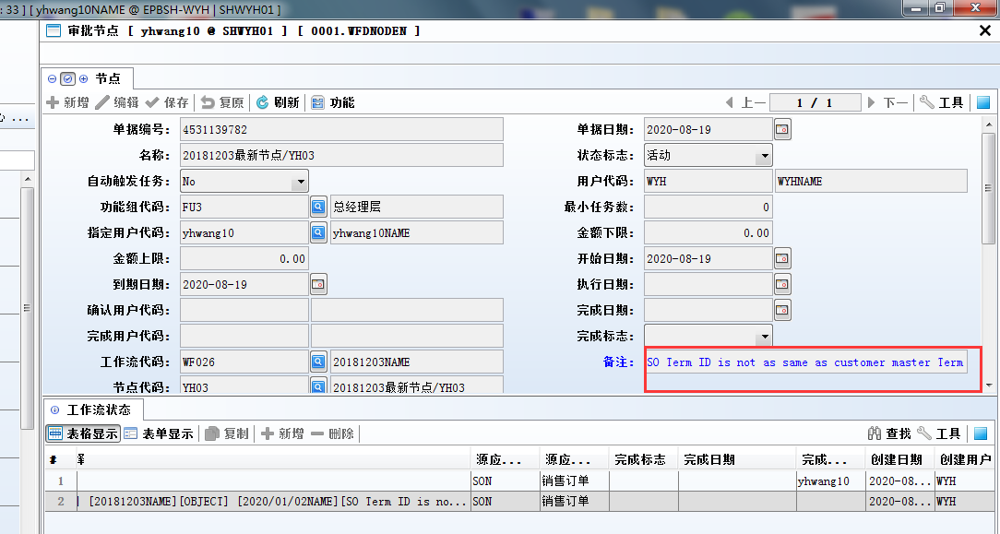 : 33 ] [ yhwang10NAME @ EPBSH-WYH | SHWYH01 ]
审批节点 [ yhwang10 @ SHWYH01 ] [ 0001.WFDNODEN ]
节点
新增 编辑 保存 复原 刷新 功能 上一 1 / 1 下一 工具
单据编号: 4531139782 单据日期: 2020-08-19
名称: 20181203最新节点/YH03 状态标志: 活动
自动触发任务: No 用户代码: WYH WYHNAME
功能组代码: FU3 总经理层 最小任务数: 0
指定用户代码: yhwang10 yhwang10NAME 金额下限: 0.00
金额上限: 0.00 开始日期: 2020-08-19
到期日期: 2020-08-19 执行日期:
确认用户代码: 完成日期:
完成用户代码: 完成标志:
工作流代码: WF026 20181203NAME 备注: SO Term ID is not as same as customer master Term
节点代码: YH03 20181203最新节点/YH03
工作流状态
表格显示 表单显示 复制 新增 删除 查找 工具
# 源应... 源应... 完成标志 完成日期 完成... 创建日期 创建用户
1 SON 销售订单 yhwang10 2020-08... WYH
2 [20181203NAME][OBJECT] [2020/01/02NAME][SO Term ID is no... SON 销售订单 2020-08... WYH